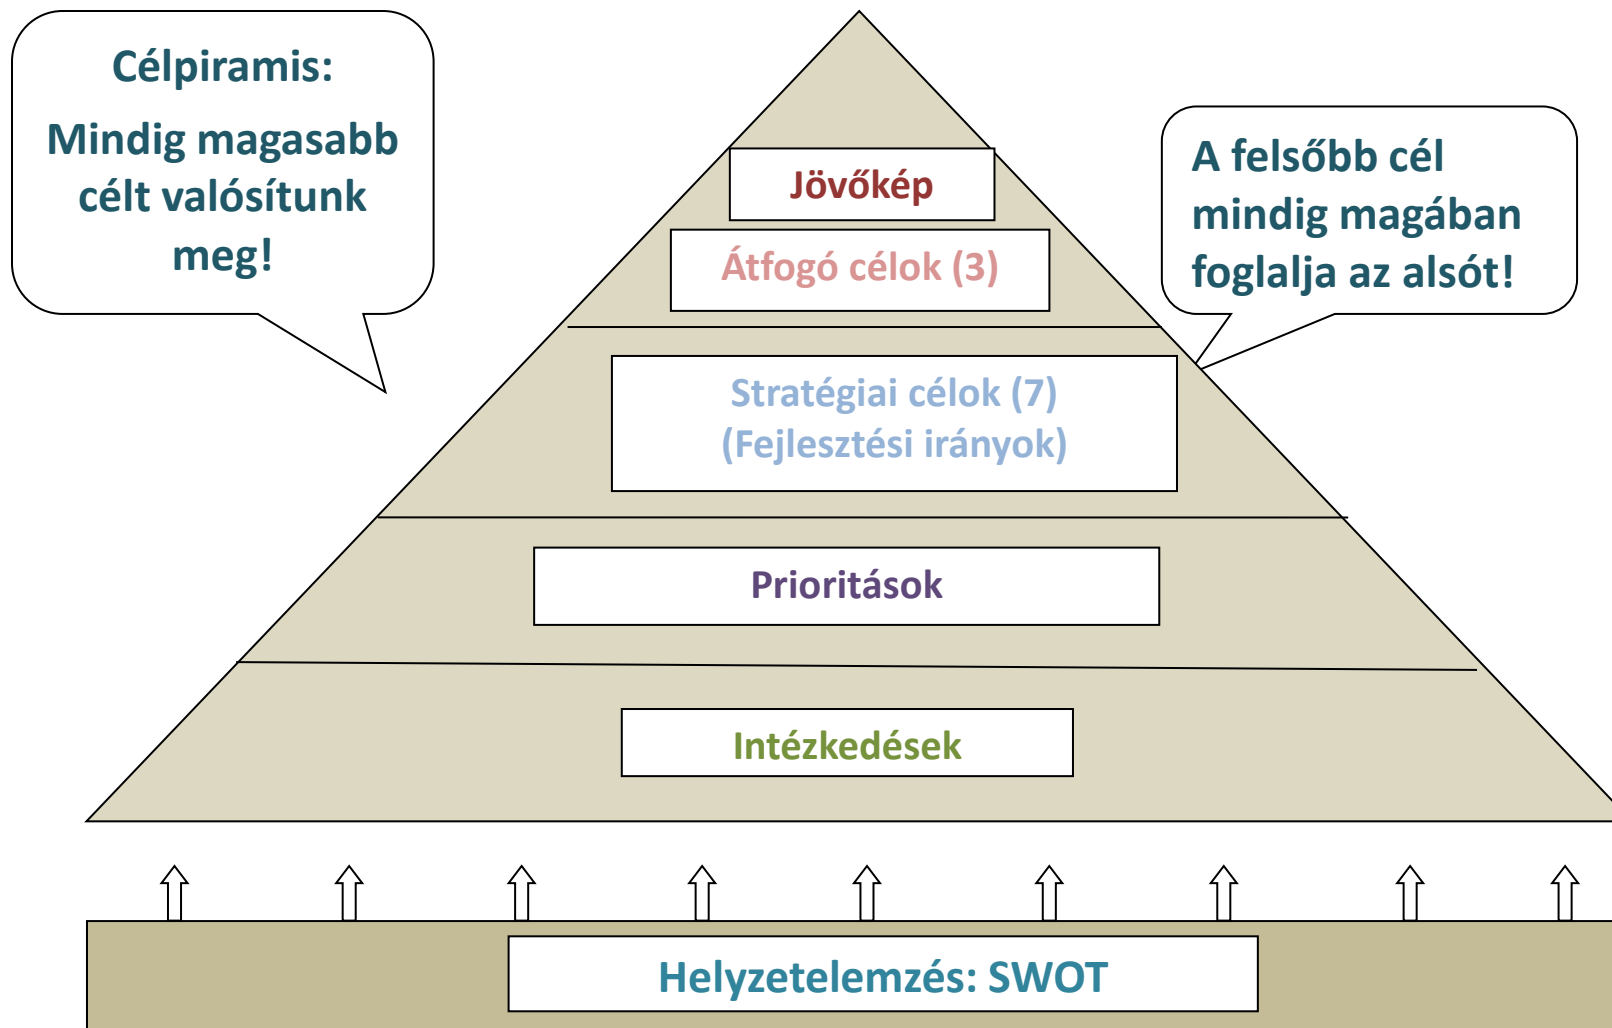 Célpiramis:
Mindig magasabb
célt valósítunk
meg!
A felsőbb cél
mindig magában
foglalja az alsót!
Jövőkép
Átfogó célok (3)
Stratégiai célok (7)
(Fejlesztési irányok)
Prioritások
Intézkedések
Helyzetelemzés: SWOT